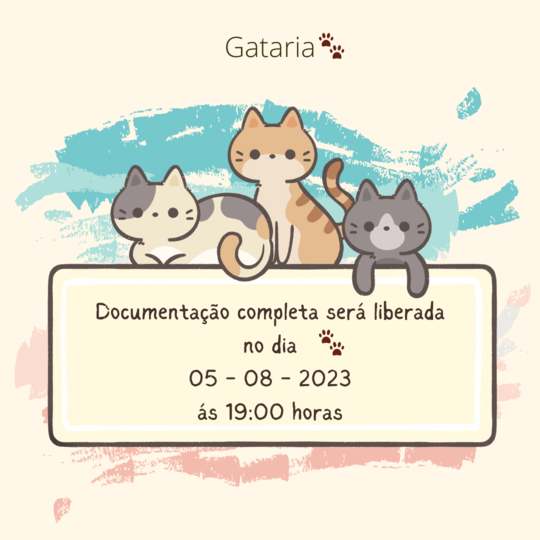 Gataria
Documentação completa será liberada
no dia
05 - 08 - 2023
ás 19:00 horas